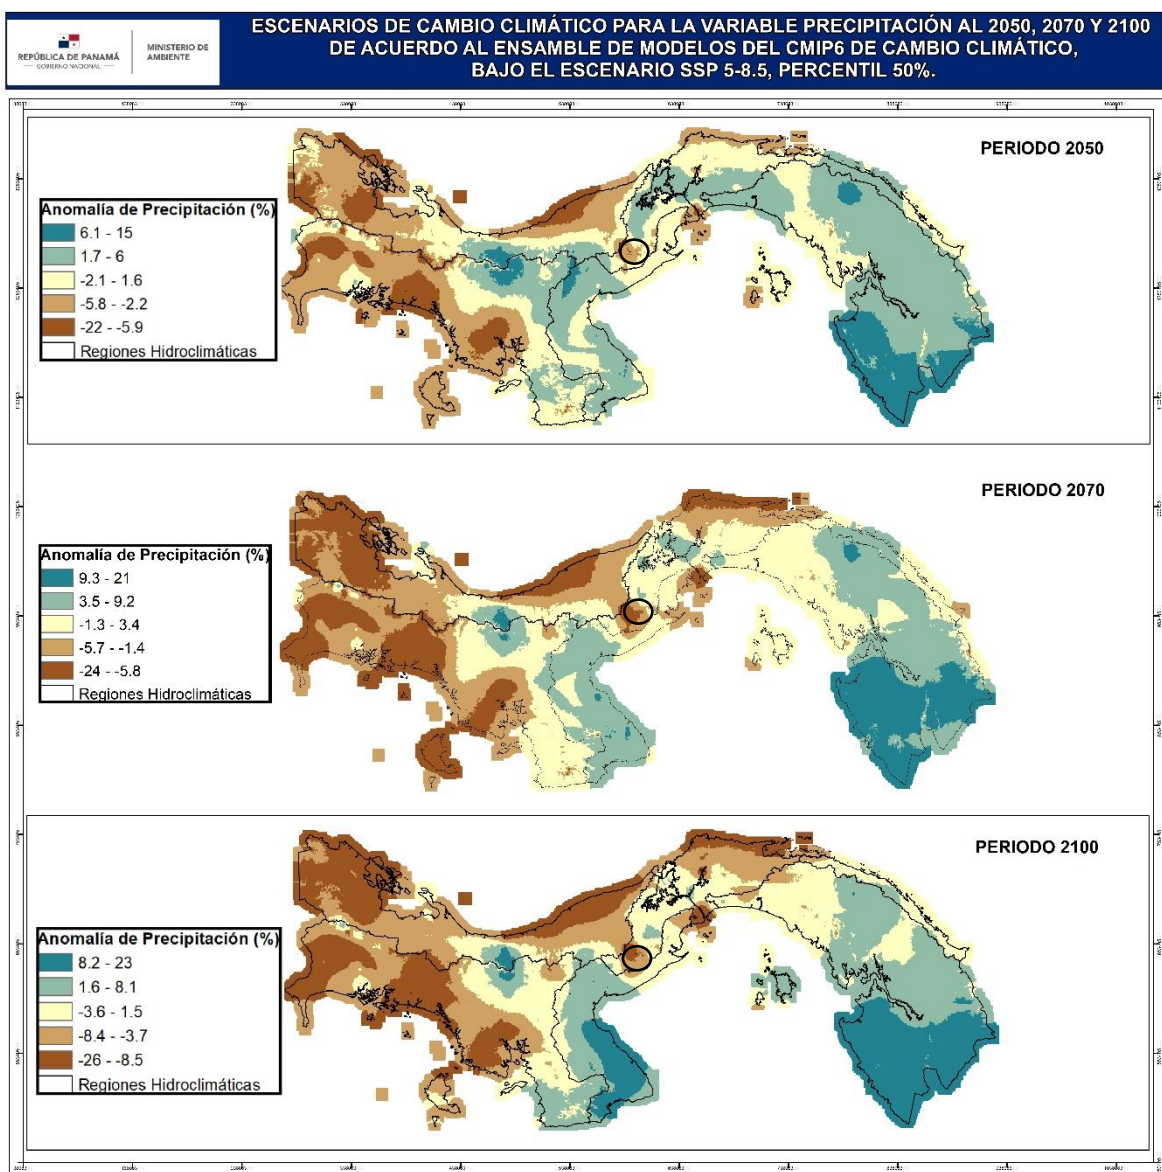 REPÚBLICA DE PANAMÁ
— GOBIERNO NACIONAL —
MINISTERIO DE
AMBIENTE
ESCENARIOS DE CAMBIO CLIMÁTICO PARA LA VARIABLE PRECIPITACIÓN AL 2050, 2070 Y 2100
DE ACUERDO AL ENSAMBLE DE MODELOS DEL CMIP6 DE CAMBIO CLIMÁTICO,
BAJO EL ESCENARIO SSP 5-8.5, PERCENTIL 50%.
PERIODO 2050
Anomalía de Precipitación (%)
6.1 - 15
1.7 - 6
-2.1 - 1.6
-5.8 - -2.2
-22 - -5.9
Regiones Hidroclimáticas
PERIODO 2070
Anomalía de Precipitación (%)
9.3 - 21
3.5 - 9.2
-1.3 - 3.4
-5.7 - -1.4
-24 - -5.8
Regiones Hidroclimáticas
PERIODO 2100
Anomalía de Precipitación (%)
8.2 - 23
1.6 - 8.1
-3.6 - 1.5
-8.4 - -3.7
-26 - -8.5
Regiones Hidroclimáticas